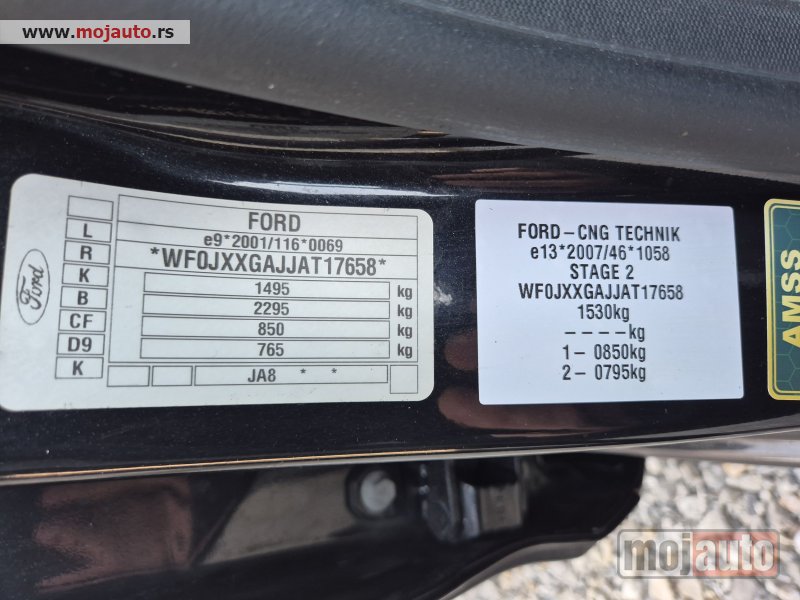 www.mojauto.rs
Ford
L
R
K
B
CF
D9
K
FORD
e9*2001/116*0069
*WF0JXXGAJJAT17658*
1495 kg
2295 kg
850 kg
765 kg
JA8 * *
FORD-CNG TECHNIK
e13*2007/46*1058
STAGE 2
WF0JXXGAJJAT17658
1530kg
----kg
1- 0850kg
2- 0795kg
AMSS
mojauto